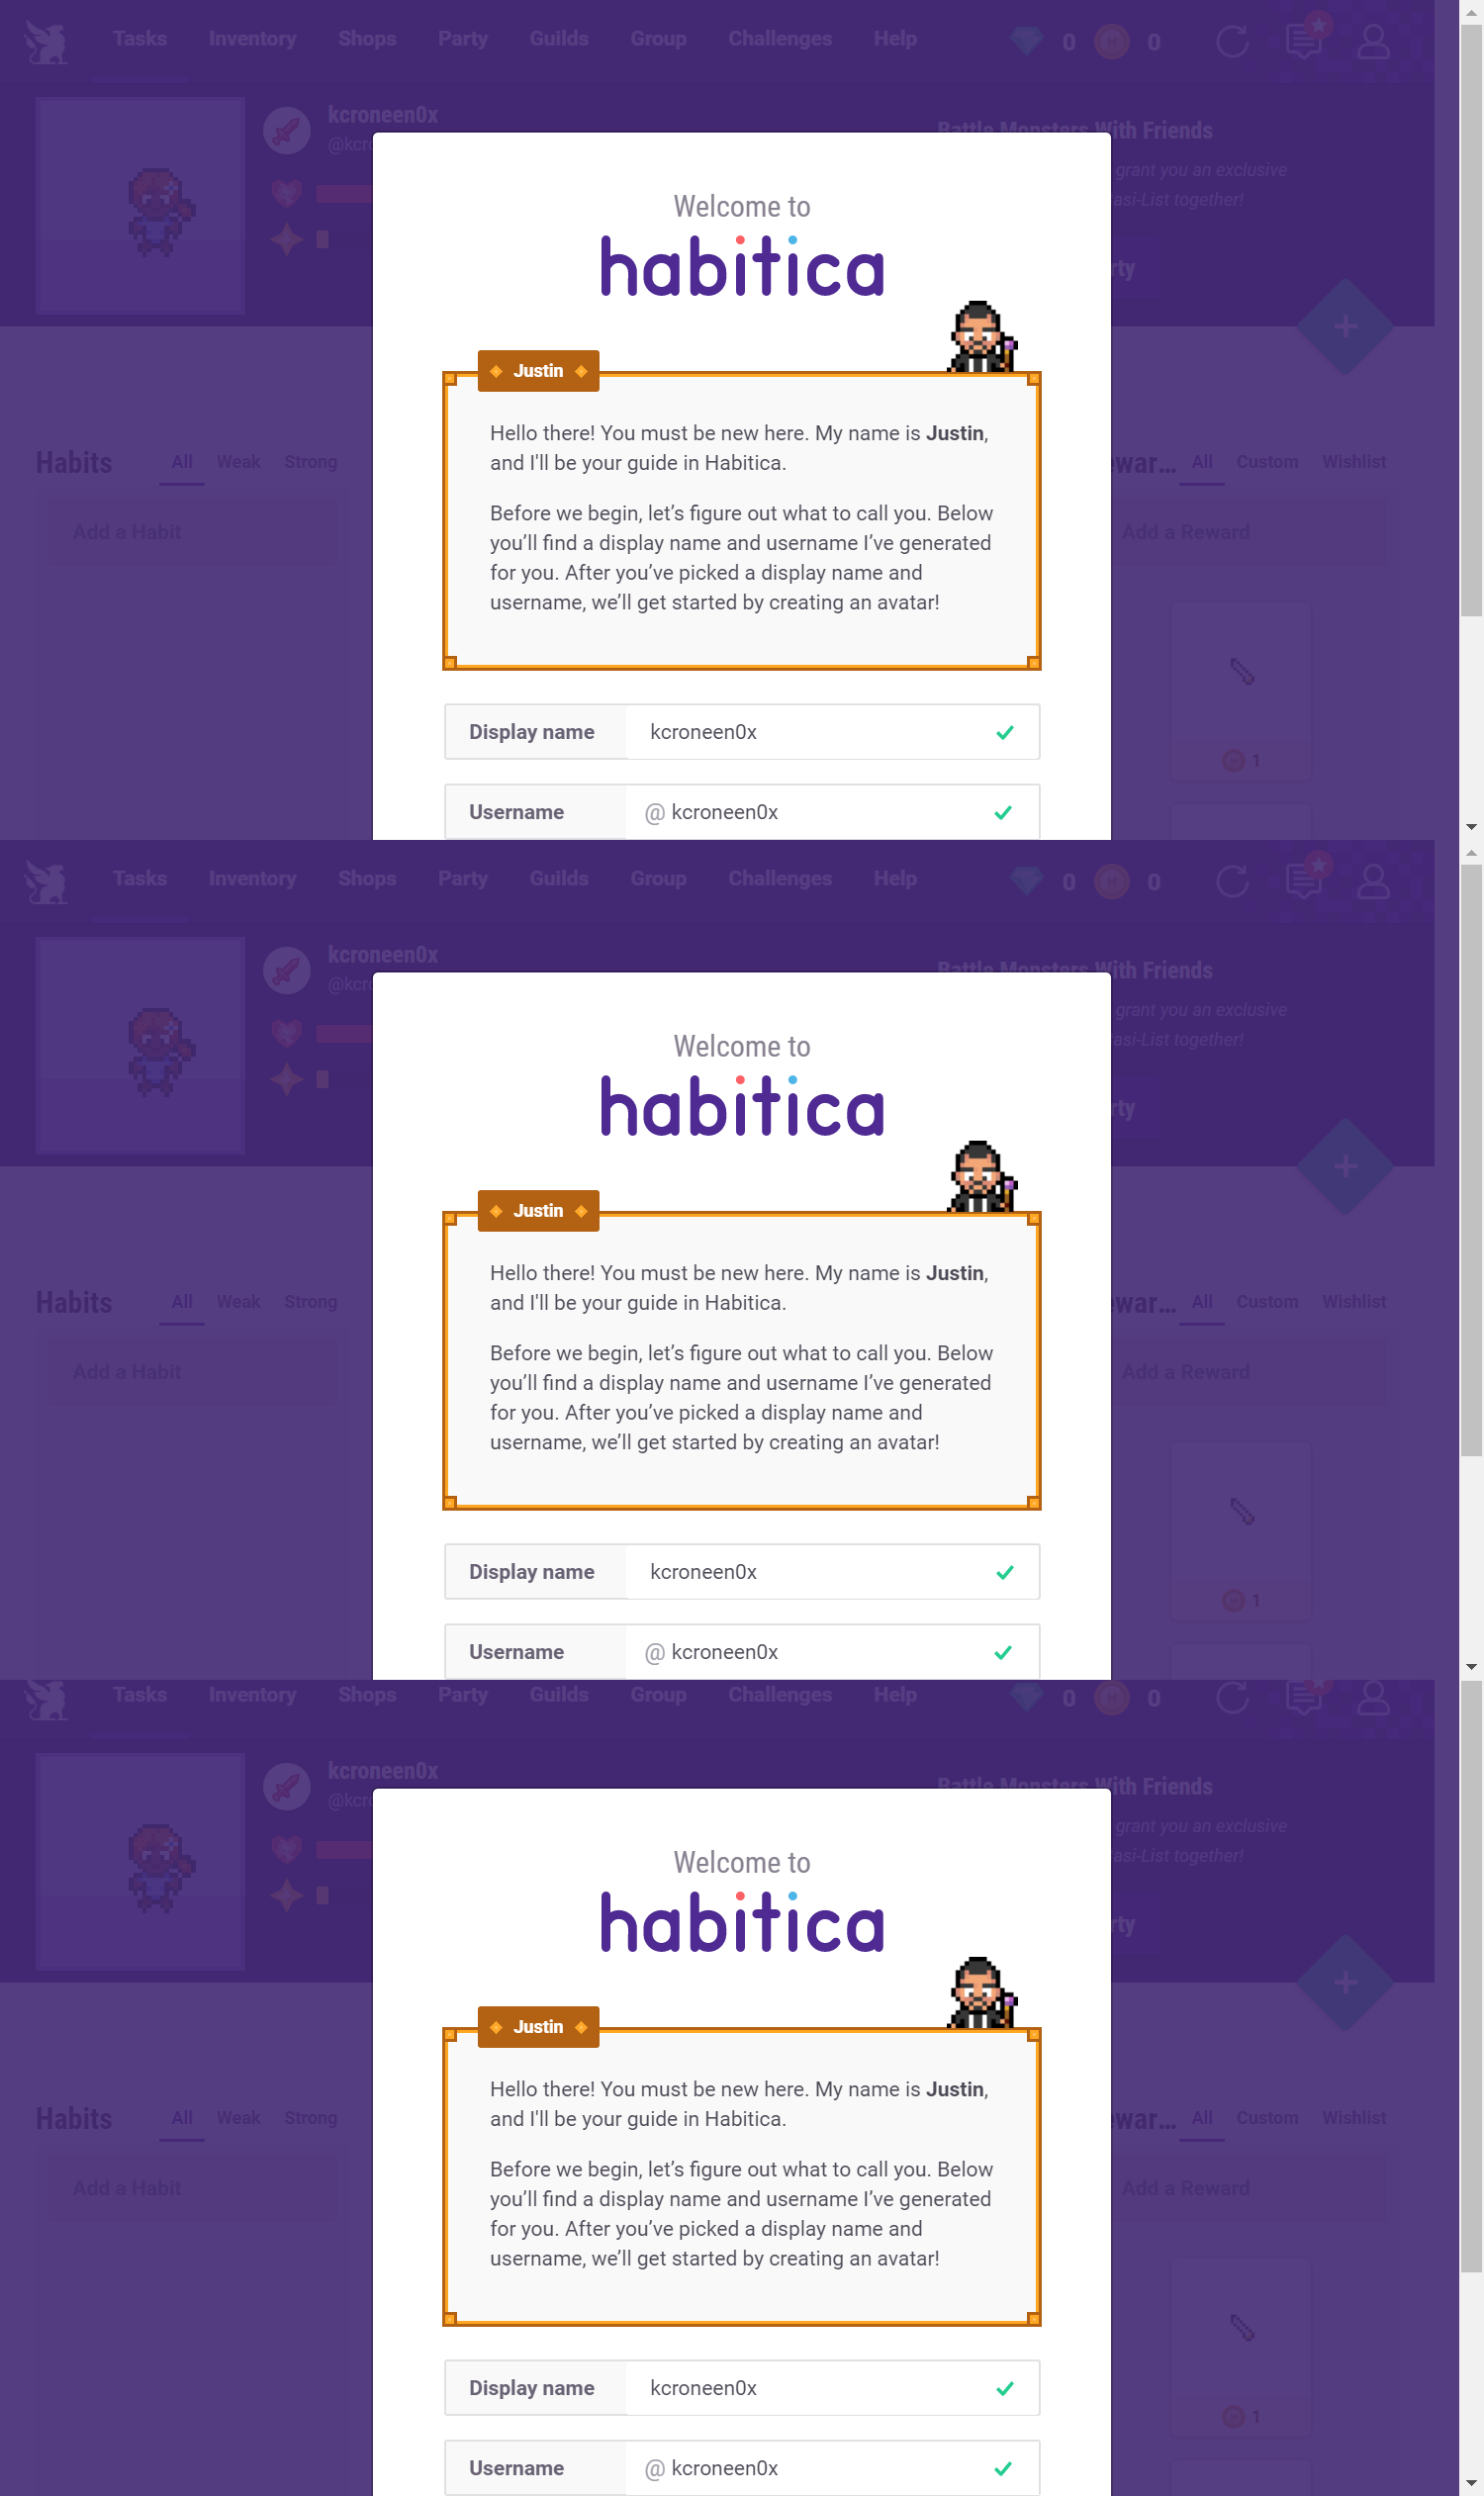 Tasks Inventory Shops Party Guilds Group Challenges Help 0 0
kcroneen0x
@kcro
Battle Monsters With Friends
grant you an exclusive
asi-List together!
rty
Welcome to
habitica
Justin
Hello there! You must be new here. My name is Justin,
and I'll be your guide in Habitica.
Before we begin, let’s figure out what to call you. Below
you’ll find a display name and username I’ve generated
for you. After you’ve picked a display name and
username, we’ll get started by creating an avatar!
Habits All Weak Strong
ewar... All Custom Wishlist
Add a Habit
Add a Reward
1
Display name kcroneen0x
Username @ kcroneen0x
Tasks Inventory Shops Party Guilds Group Challenges Help 0 0
kcroneen0x
@kcro
Battle Monsters With Friends
grant you an exclusive
asi-List together!
rty
Welcome to
habitica
Justin
Hello there! You must be new here. My name is Justin,
and I'll be your guide in Habitica.
Before we begin, let’s figure out what to call you. Below
you’ll find a display name and username I’ve generated
for you. After you’ve picked a display name and
username, we’ll get started by creating an avatar!
Habits All Weak Strong
ewar... All Custom Wishlist
Add a Habit
Add a Reward
1
Display name kcroneen0x
Username @ kcroneen0x
Tasks Inventory Shops Party Guilds Group Challenges Help 0 0
kcroneen0x
@kcro
Battle Monsters With Friends
grant you an exclusive
asi-List together!
rty
Welcome to
habitica
Justin
Hello there! You must be new here. My name is Justin,
and I'll be your guide in Habitica.
Before we begin, let’s figure out what to call you. Below
you’ll find a display name and username I’ve generated
for you. After you’ve picked a display name and
username, we’ll get started by creating an avatar!
Habits All Weak Strong
ewar... All Custom Wishlist
Add a Habit
Add a Reward
1
Display name kcroneen0x
Username @ kcroneen0x